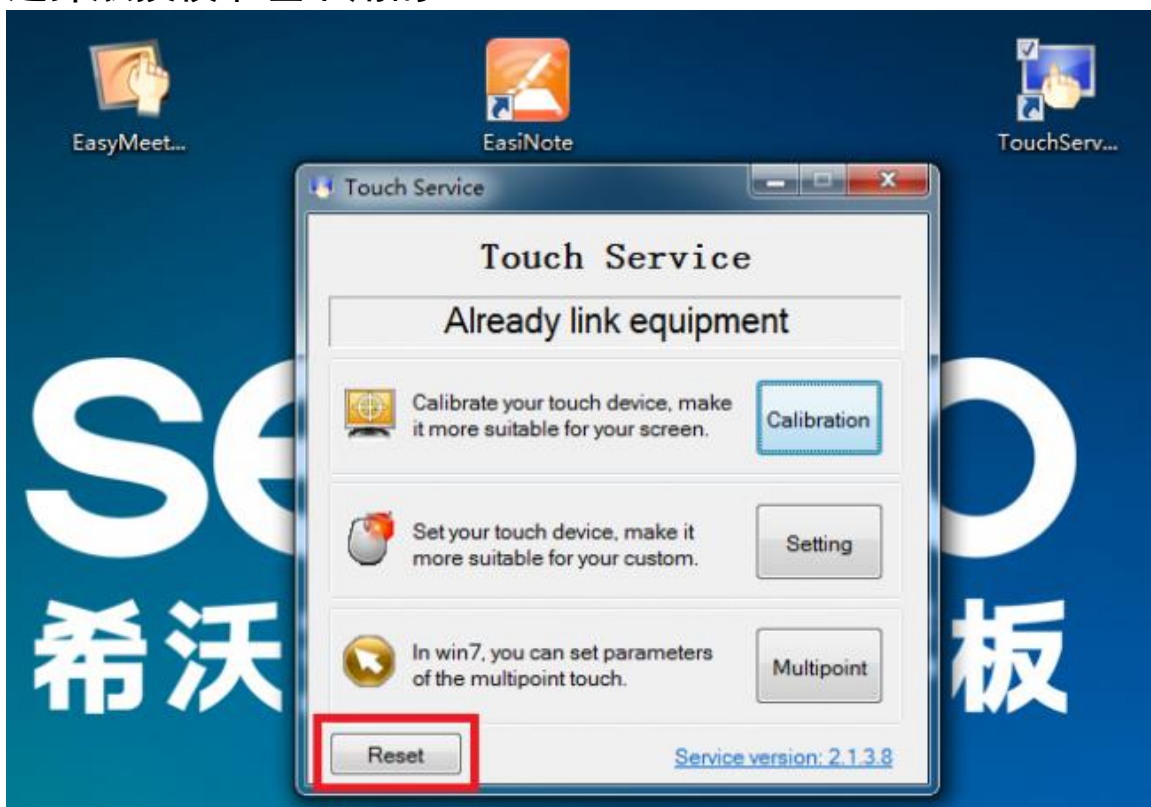 EasyMeet...
EasiNote
TouchServ...
Touch Service
Touch Service
Already link equipment
Calibrate your touch device, make
it more suitable for your screen.
Calibration
Set your touch device, make it
more suitable for your custom.
Setting
In win7, you can set parameters
of the multipoint touch.
Multipoint
Reset
Service version: 2.1.3.8
se
o
希沃
板